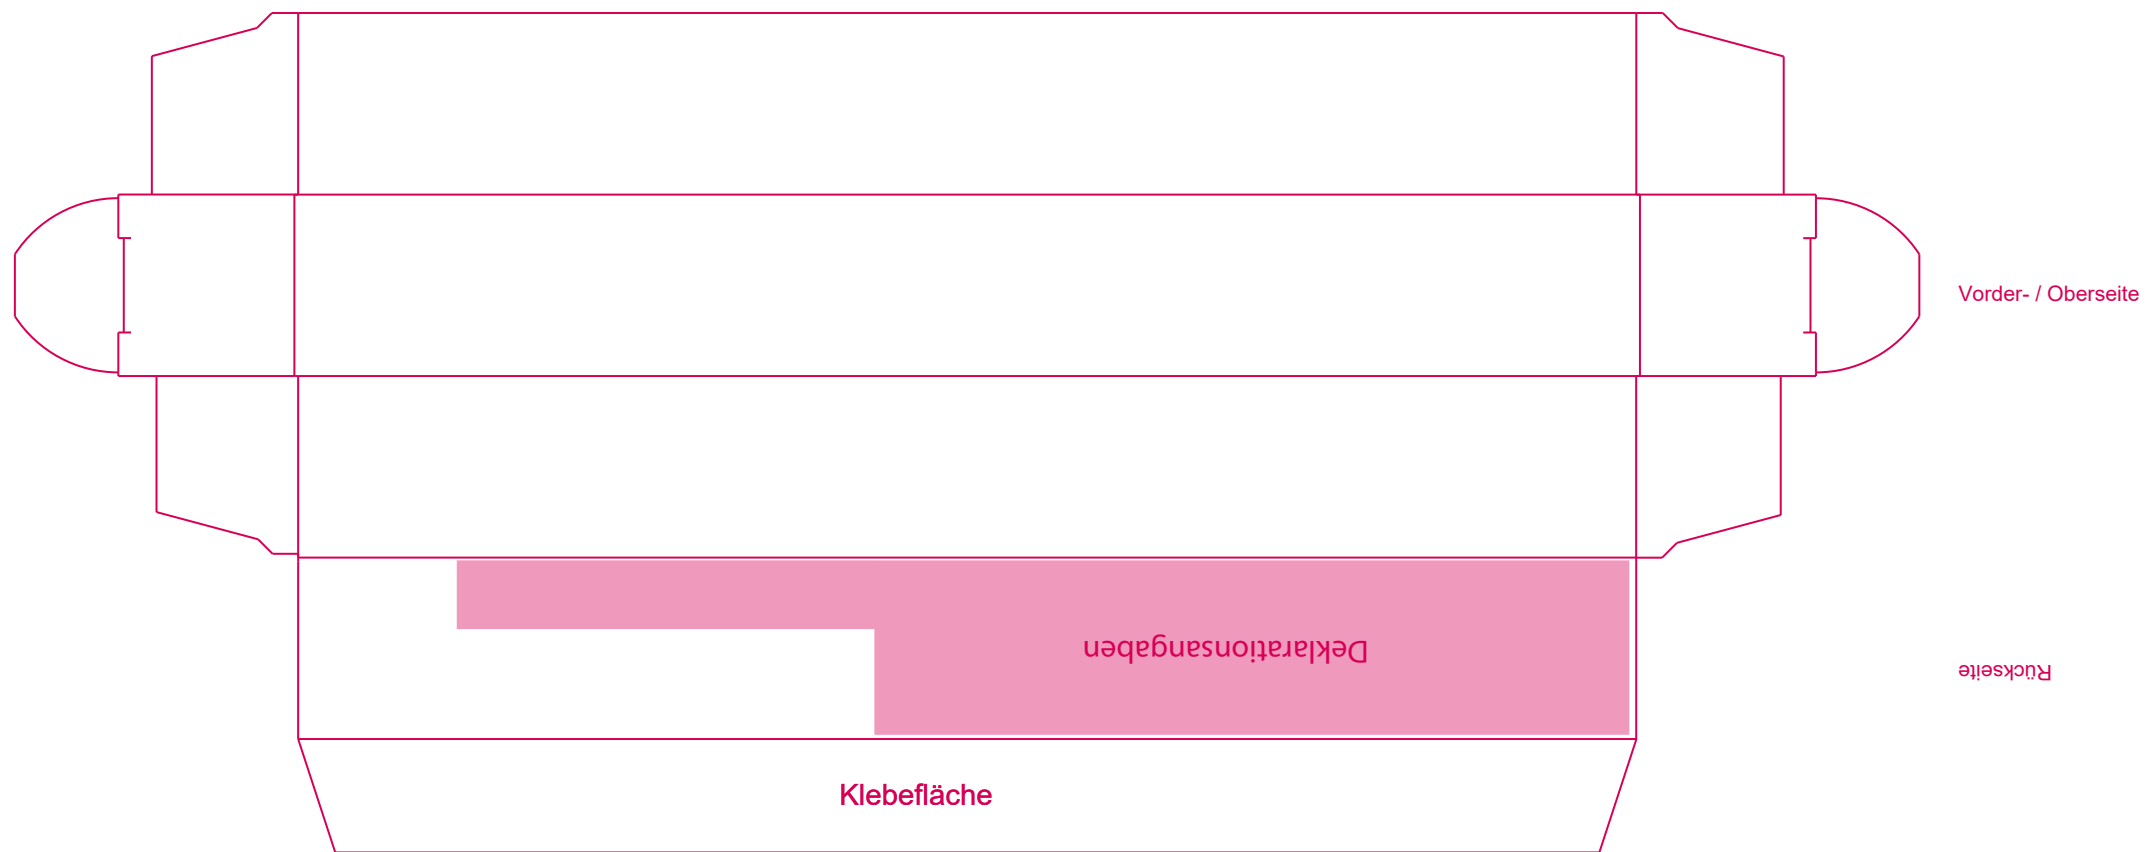 Vorder- / Oberseite
Deklarationsangaben
Rückseite
Klebefläche